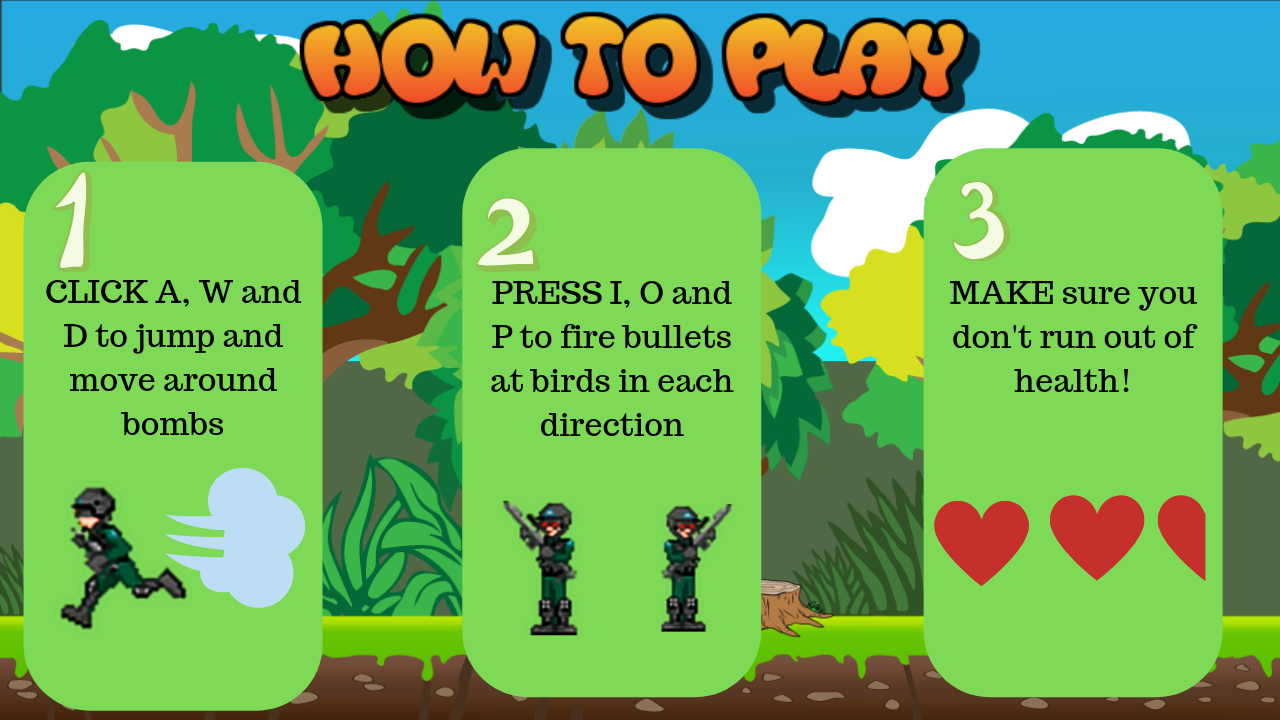 HOW TO PLAY
1
CLICK A, W and
D to jump and
move around
bombs
2
PRESS I, O and
P to fire bullets
at birds in each
direction
3
MAKE sure you
don't run out of
health!